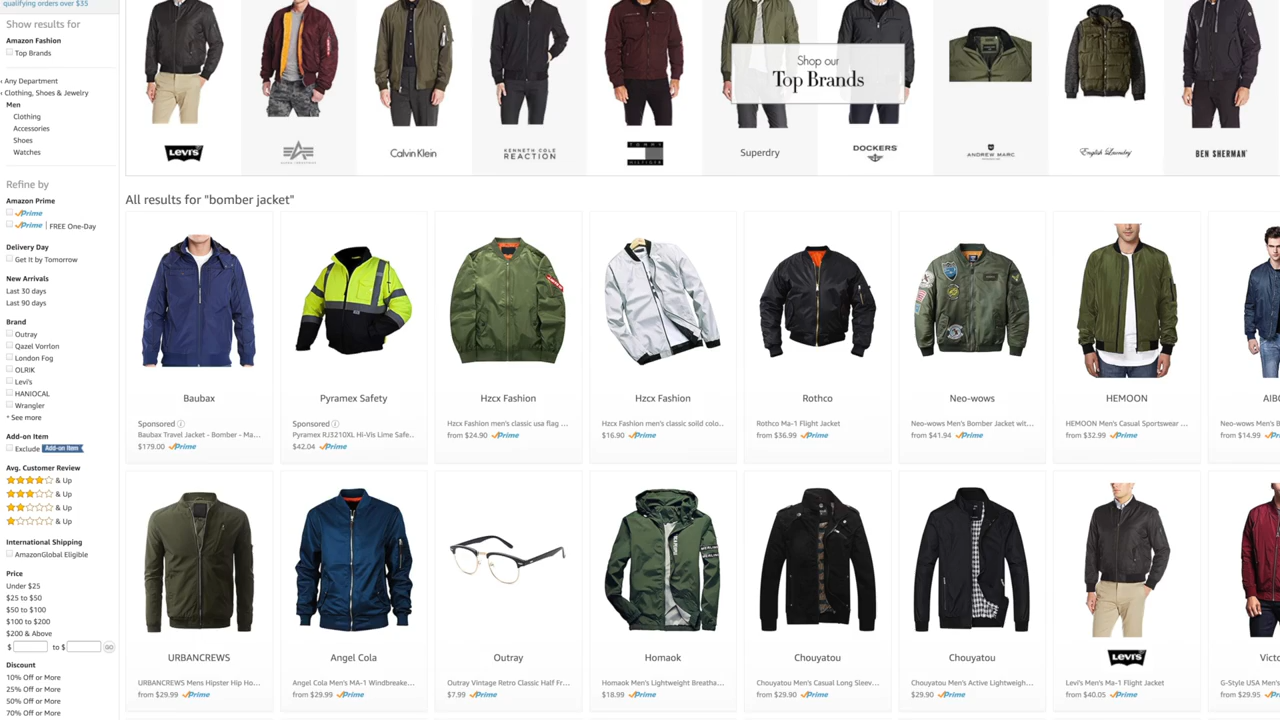 qualifying orders over $35
Show results for
Amazon Fashion
Top Brands
‹ Any Department
‹ Clothing, Shoes & Jewelry
Men
Clothing
Accessories
Shoes
Watches
Refine by
Amazon Prime
Prime
Prime | FREE One-Day
Delivery Day
Get It by Tomorrow
New Arrivals
Last 30 days
Last 90 days
Brand
Outray
Qazel Vorrlon
London Fog
OLRIK
Levi's
HANIOCAL
Wrangler
+ See more
Add-on Item
Exclude Add-on Item
Avg. Customer Review
& Up
& Up
& Up
& Up
International Shipping
AmazonGlobal Eligible
Price
Under $25
$25 to $50
$50 to $100
$100 to $200
$200 & Above
$ to $ GO
Discount
10% Off or More
25% Off or More
50% Off or More
70% Off or More
Shop our
Top Brands
LEVI'S
Calvin Klein
KENNETH COLE
REACTION
TOMMY
HILFIGER
Superdry
DOCKERS
ANDREW MARC
English Laundry
BEN SHERMAN
All results for "bomber jacket"
Baubax
Sponsored
Baubax Travel Jacket - Bomber - Ma...
$179.00 Prime
Pyramex Safety
Sponsored
Pyramex RJ3210XL Hi-Vis Lime Safe...
$42.04 Prime
Hzcx Fashion
Hzcx Fashion men's classic usa flag ...
from $24.90 Prime
Hzcx Fashion
Hzcx Fashion men's classic soild colo...
$16.90 Prime
Rothco
Rothco Ma-1 Flight Jacket
from $36.99 Prime
Neo-wows
Neo-wows Men's Bomber Jacket wit...
from $41.94 Prime
HEMOON
HEMOON Men's Casual Sportswear ...
from $32.99 Prime
AIBO
Neo-wows Men's B
from $14.99
URBANCREWS
URBANCREWS Mens Hipster Hip Ho...
from $29.99 Prime
Angel Cola
Angel Cola Men's MA-1 Windbreake...
from $29.99 Prime
Outray
Outray Vintage Retro Classic Half Fr...
$7.99 Prime
Homaok
Homaok Men's Lightweight Breatha...
$18.99 Prime
Chouyatou
Chouyatou Men's Casual Long Sleev...
from $29.90 Prime
Chouyatou
Chouyatou Men's Active Lightweigh...
$29.90 Prime
LEVI'S
Levi's Men's Ma-1 Flight Jacket
from $40.05 Prime
Victo
G-Style USA Men's
from $29.95